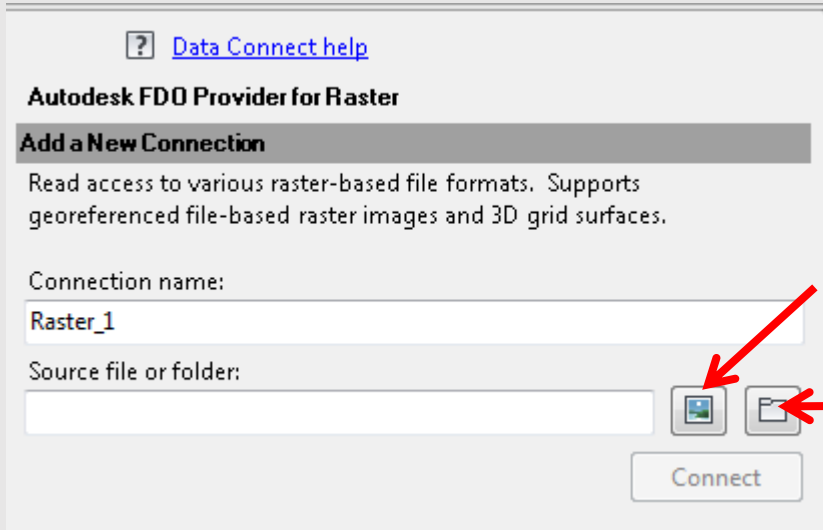 ? Data Connect help
Autodesk FDO Provider for Raster
Add a New Connection
Read access to various raster-based file formats.  Supports
georeferenced file-based raster images and 3D grid surfaces.
Connection name:
Raster_1
Source file or folder:
Connect